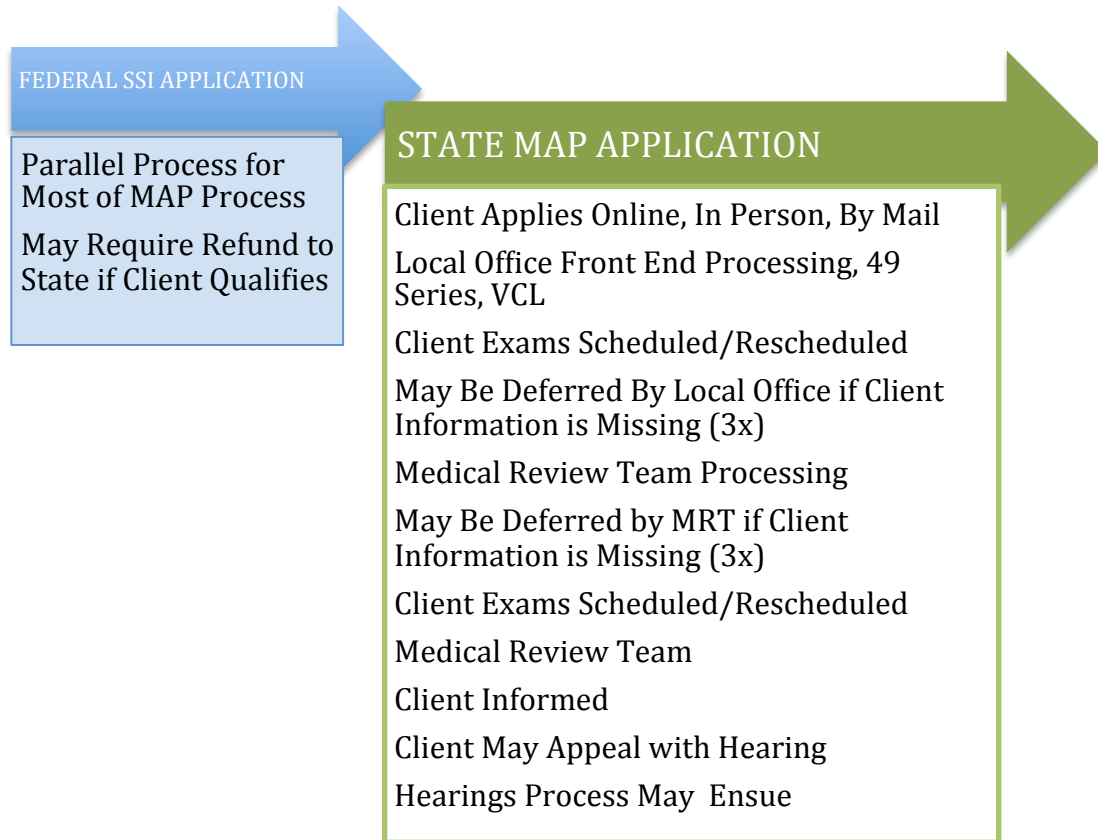 FEDERAL SSI APPLICATION
Parallel Process for
Most of MAP Process
May Require Refund to
State if Client Qualifies
STATE MAP APPLICATION
Client Applies Online, In Person, By Mail
Local Office Front End Processing, 49
Series, VCL
Client Exams Scheduled/Rescheduled
May Be Deferred By Local Office if Client
Information is Missing (3x)
Medical Review Team Processing
May Be Deferred by MRT if Client
Information is Missing (3x)
Client Exams Scheduled/Rescheduled
Medical Review Team
Client Informed
Client May Appeal with Hearing
Hearings Process May Ensue